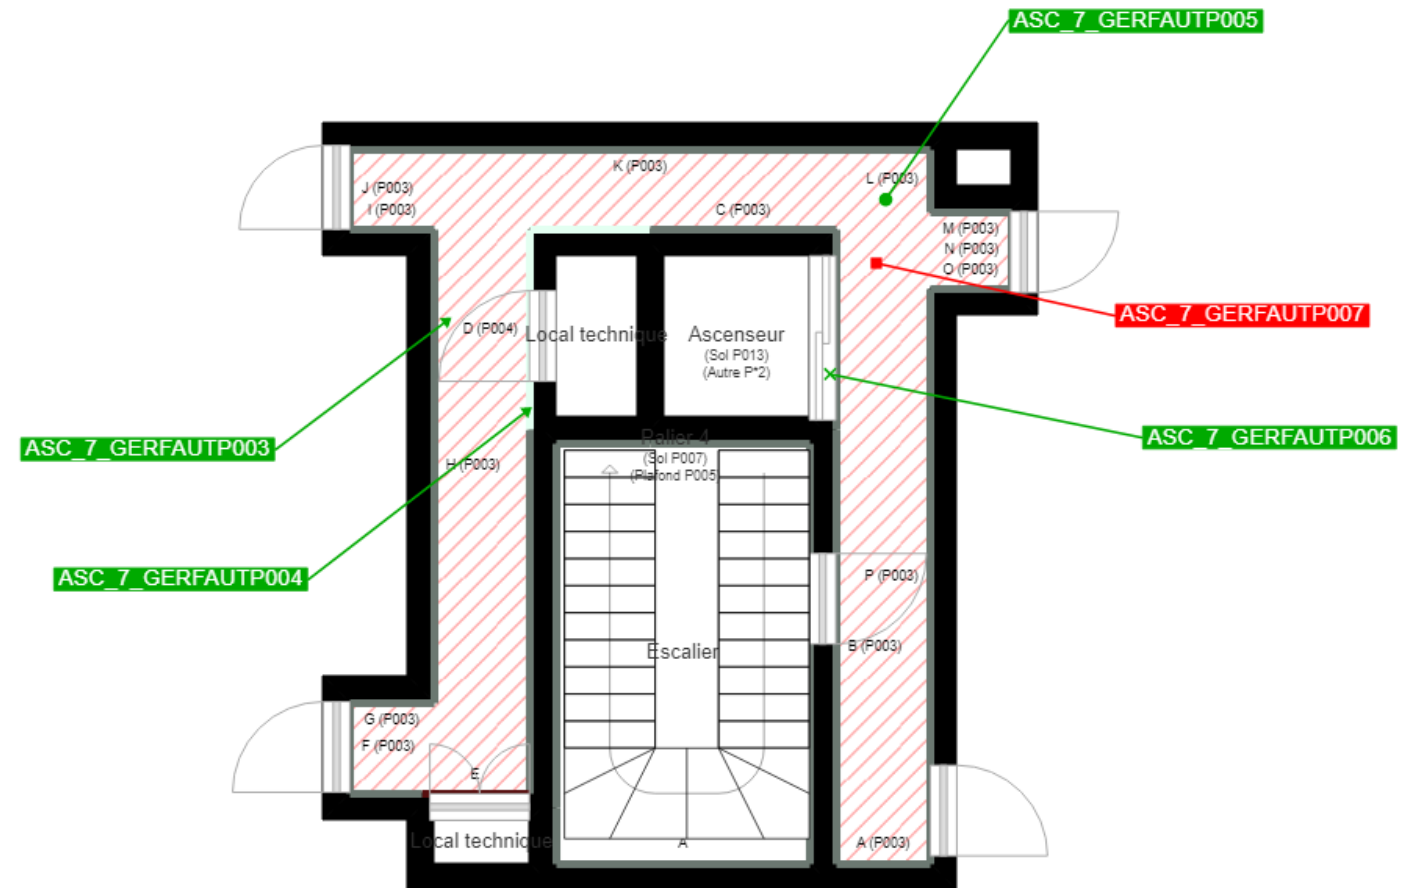 ASC_7_GERFAUTP005
K (P003)
L (P003)
J (P003)
I (P003)
C (P003)
M (P003)
N (P003)
O (P003)
ASC_7_GERFAUTP007
D (P004)
Local technique
Ascenseur
(Sol P013)
(Autre P*2)
ASC_7_GERFAUTP003
ASC_7_GERFAUTP006
Palier 4
(Sol P007)
(Plafond P005)
H (P003)
ASC_7_GERFAUTP004
P (P003)
B (P003)
Escalier
G (P003)
F (P003)
E
Local technique
A
A (P003)